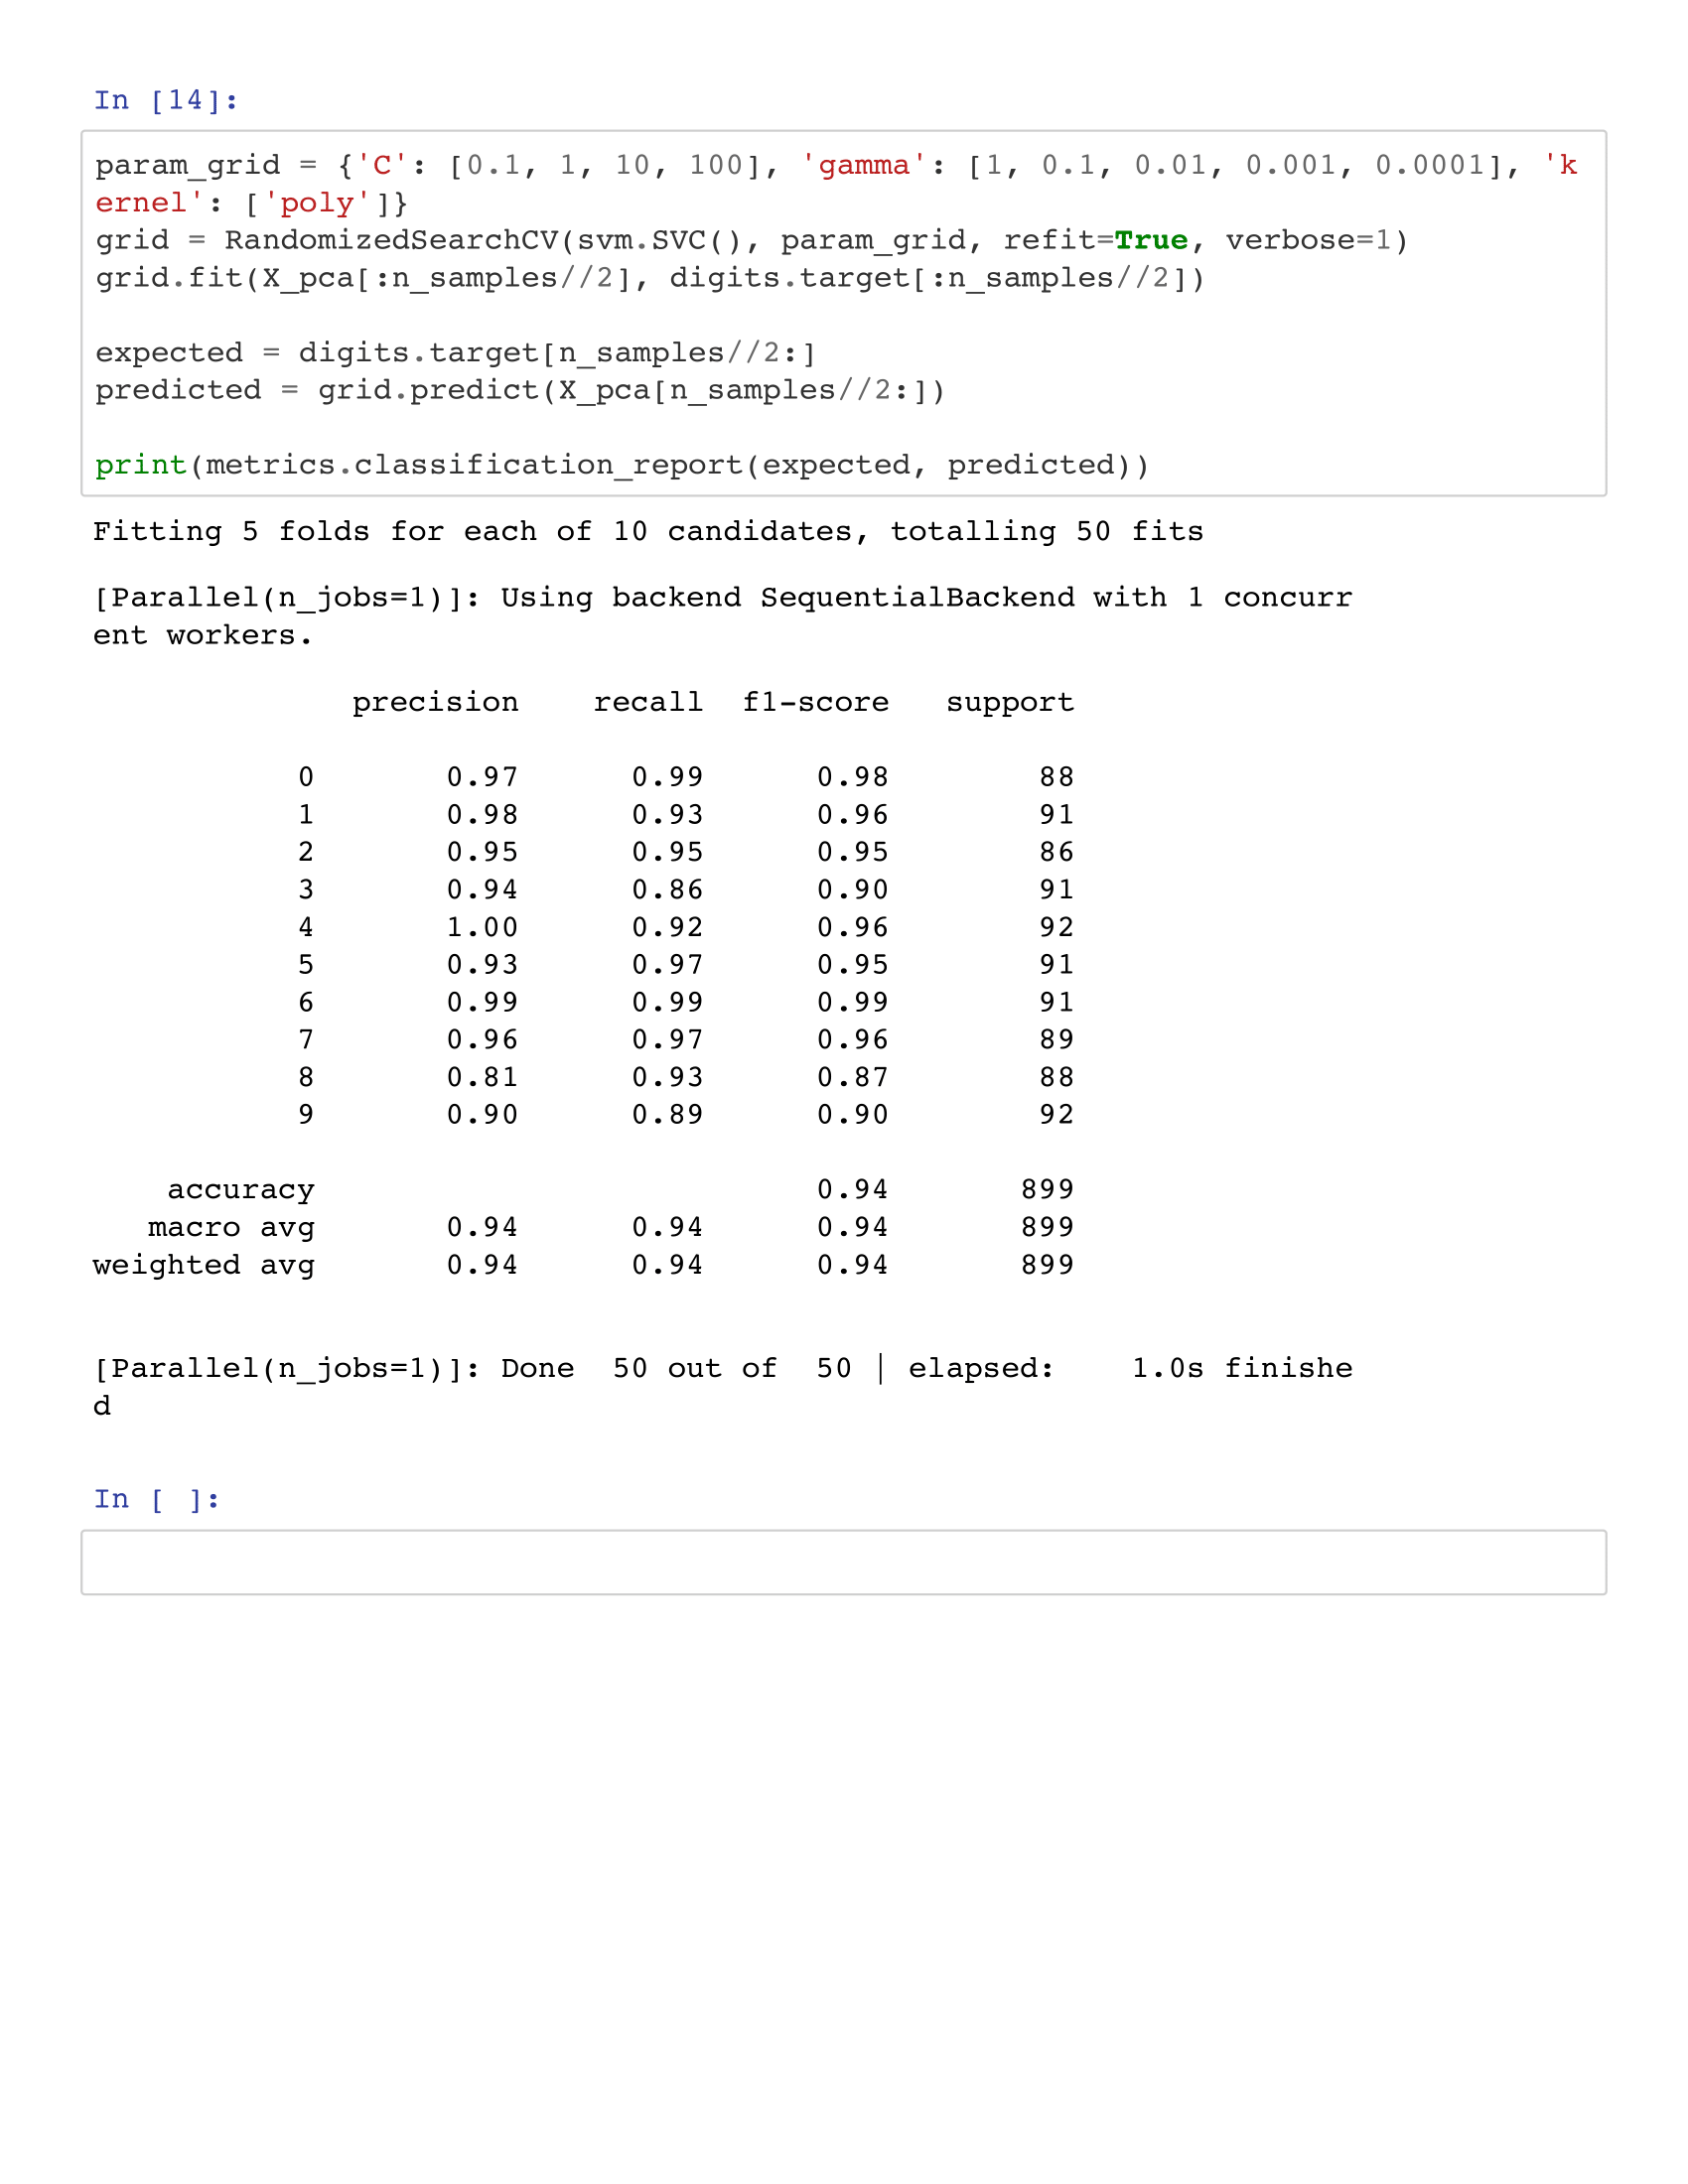 In [14]:
param_grid = {'C': [0.1, 1, 10, 100], 'gamma': [1, 0.1, 0.01, 0.001, 0.0001], 'k
ernel': ['poly']}
grid = RandomizedSearchCV(svm.SVC(), param_grid, refit=True, verbose=1)
grid.fit(X_pca[:n_samples//2], digits.target[:n_samples//2])

expected = digits.target[n_samples//2:]
predicted = grid.predict(X_pca[n_samples//2:])

print(metrics.classification_report(expected, predicted))
Fitting 5 folds for each of 10 candidates, totalling 50 fits
[Parallel(n_jobs=1)]: Using backend SequentialBackend with 1 concurr
ent workers.
              precision    recall  f1-score   support

           0       0.97      0.99      0.98        88
           1       0.98      0.93      0.96        91
           2       0.95      0.95      0.95        86
           3       0.94      0.86      0.90        91
           4       1.00      0.92      0.96        92
           5       0.93      0.97      0.95        91
           6       0.99      0.99      0.99        91
           7       0.96      0.97      0.96        89
           8       0.81      0.93      0.87        88
           9       0.90      0.89      0.90        92

    accuracy                           0.94       899
   macro avg       0.94      0.94      0.94       899
weighted avg       0.94      0.94      0.94       899

[Parallel(n_jobs=1)]: Done  50 out of  50 | elapsed:    1.0s finishe
d
In [ ]: